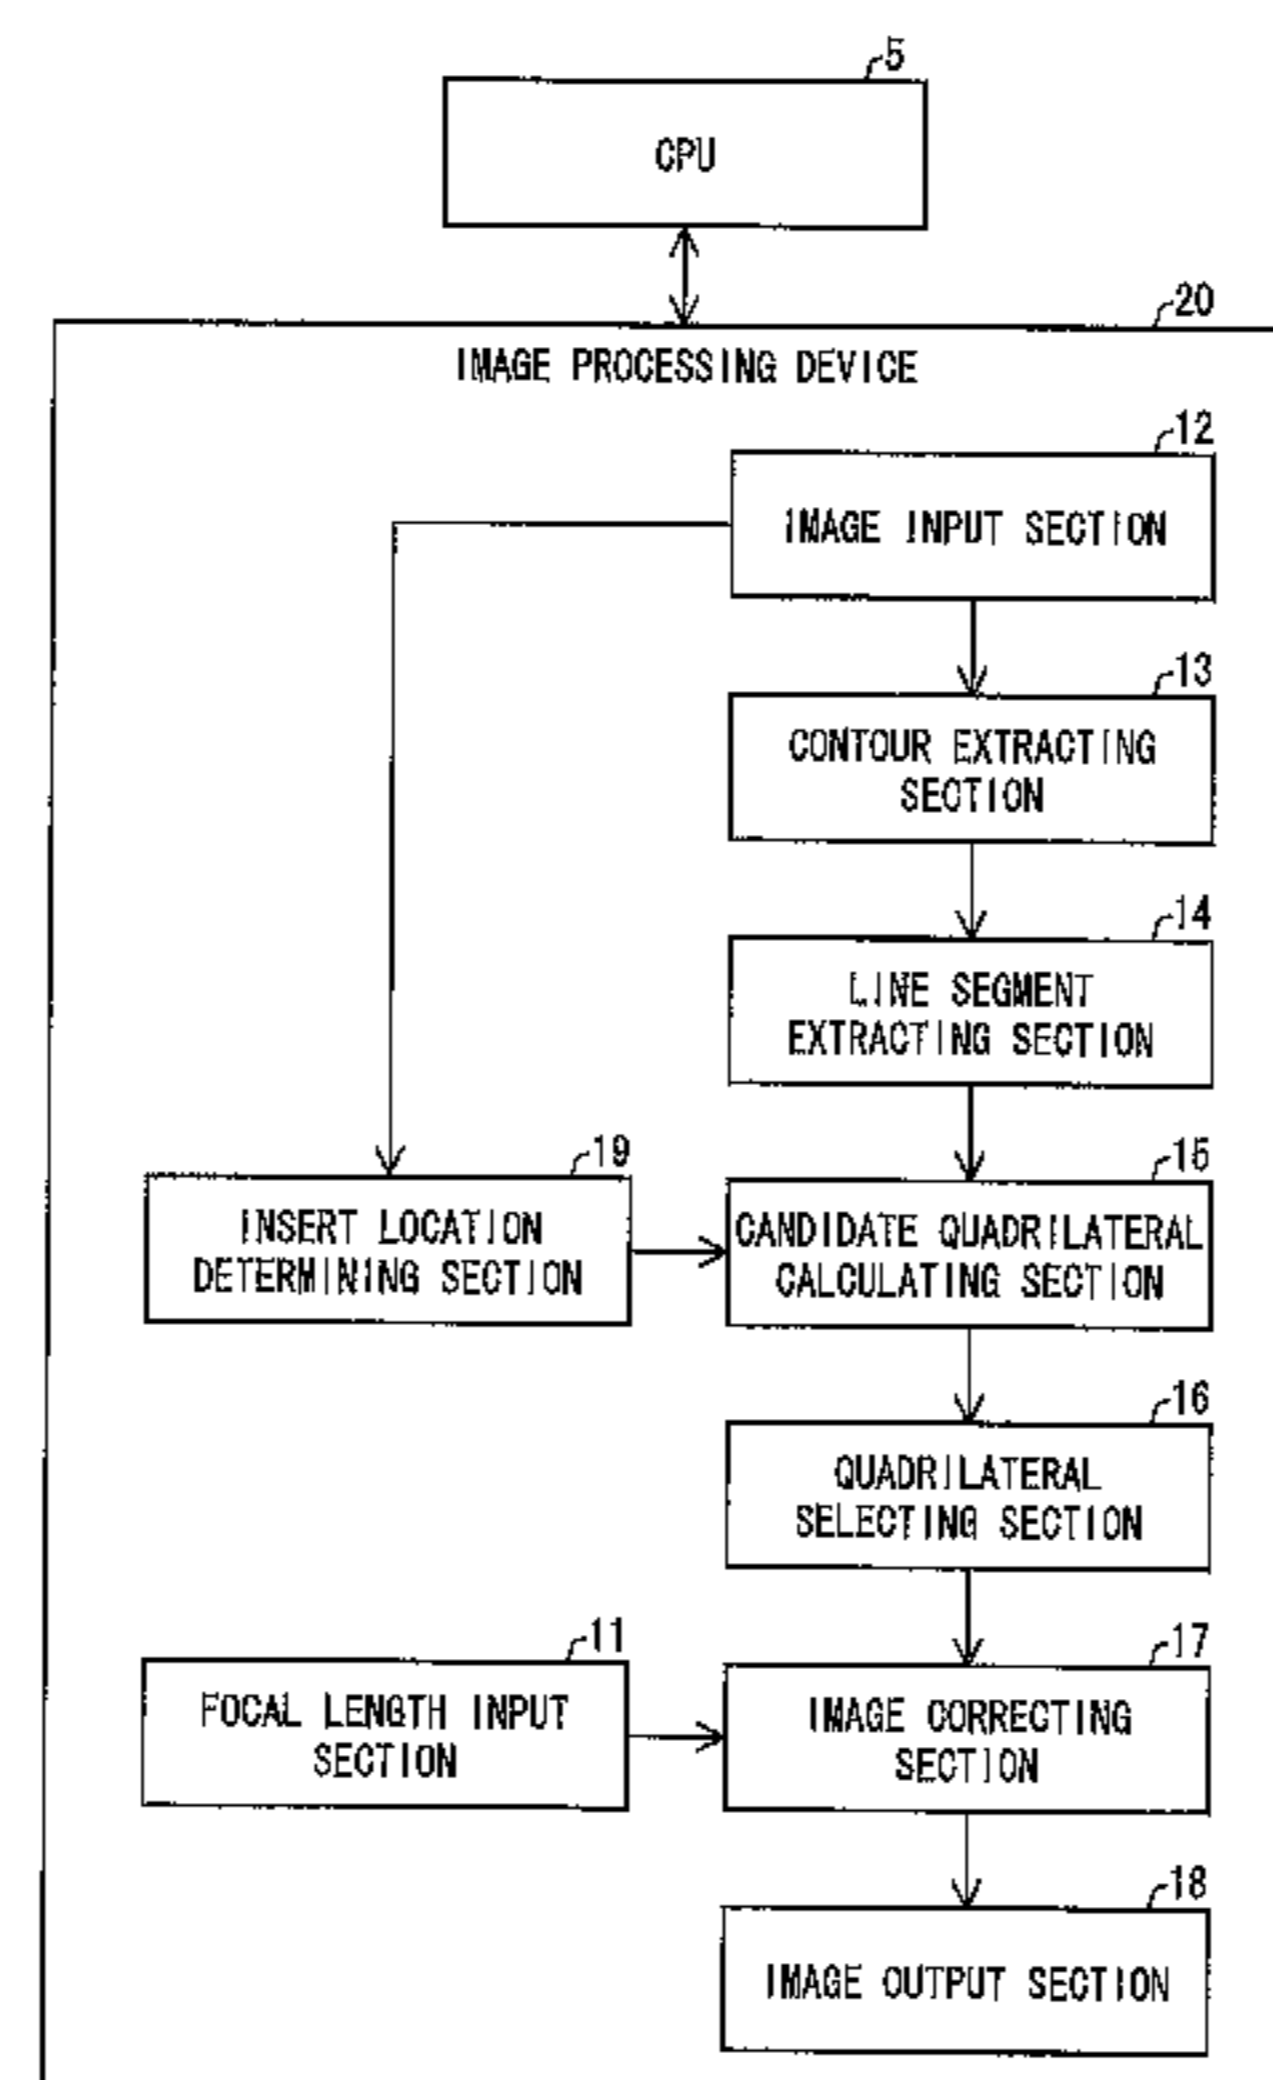 5
CPU
20
IMAGE PROCESSING DEVICE
12
IMAGE INPUT SECTION
13
CONTOUR EXTRACTING
SECTION
14
LINE SEGMENT
EXTRACTING SECTION
19
INSERT LOCATION
DETERMINING SECTION
15
CANDIDATE QUADRILATERAL
CALCULATING SECTION
16
QUADRILATERAL
SELECTING SECTION
11
FOCAL LENGTH INPUT
SECTION
17
IMAGE CORRECTING
SECTION
18
IMAGE OUTPUT SECTION